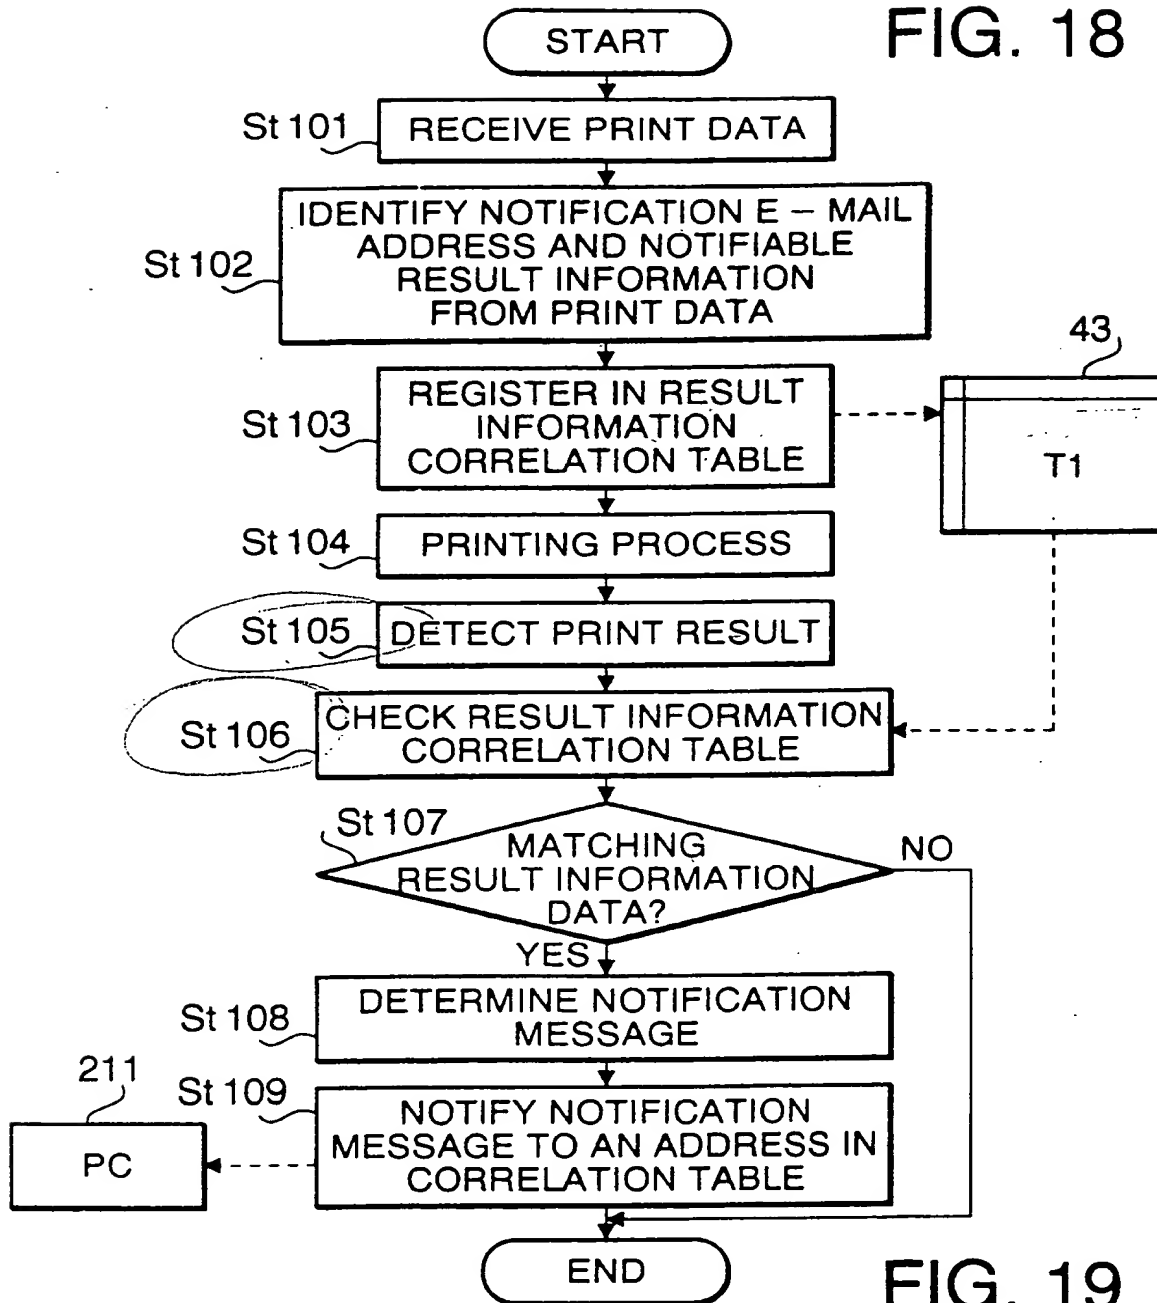 START
FIG. 18
St 101
RECEIVE PRINT DATA
St 102
IDENTIFY NOTIFICATION E – MAIL
ADDRESS AND NOTIFIABLE
RESULT INFORMATION
FROM PRINT DATA
43
St 103
REGISTER IN RESULT
INFORMATION
CORRELATION TABLE
T1
St 104
PRINTING PROCESS
St 105
DETECT PRINT RESULT
St 106
CHECK RESULT INFORMATION
CORRELATION TABLE
St 107
MATCHING
RESULT INFORMATION
DATA?
NO
YES
St 108
DETERMINE NOTIFICATION
MESSAGE
211
PC
St 109
NOTIFY NOTIFICATION
MESSAGE TO AN ADDRESS IN
CORRELATION TABLE
END
FIG. 19